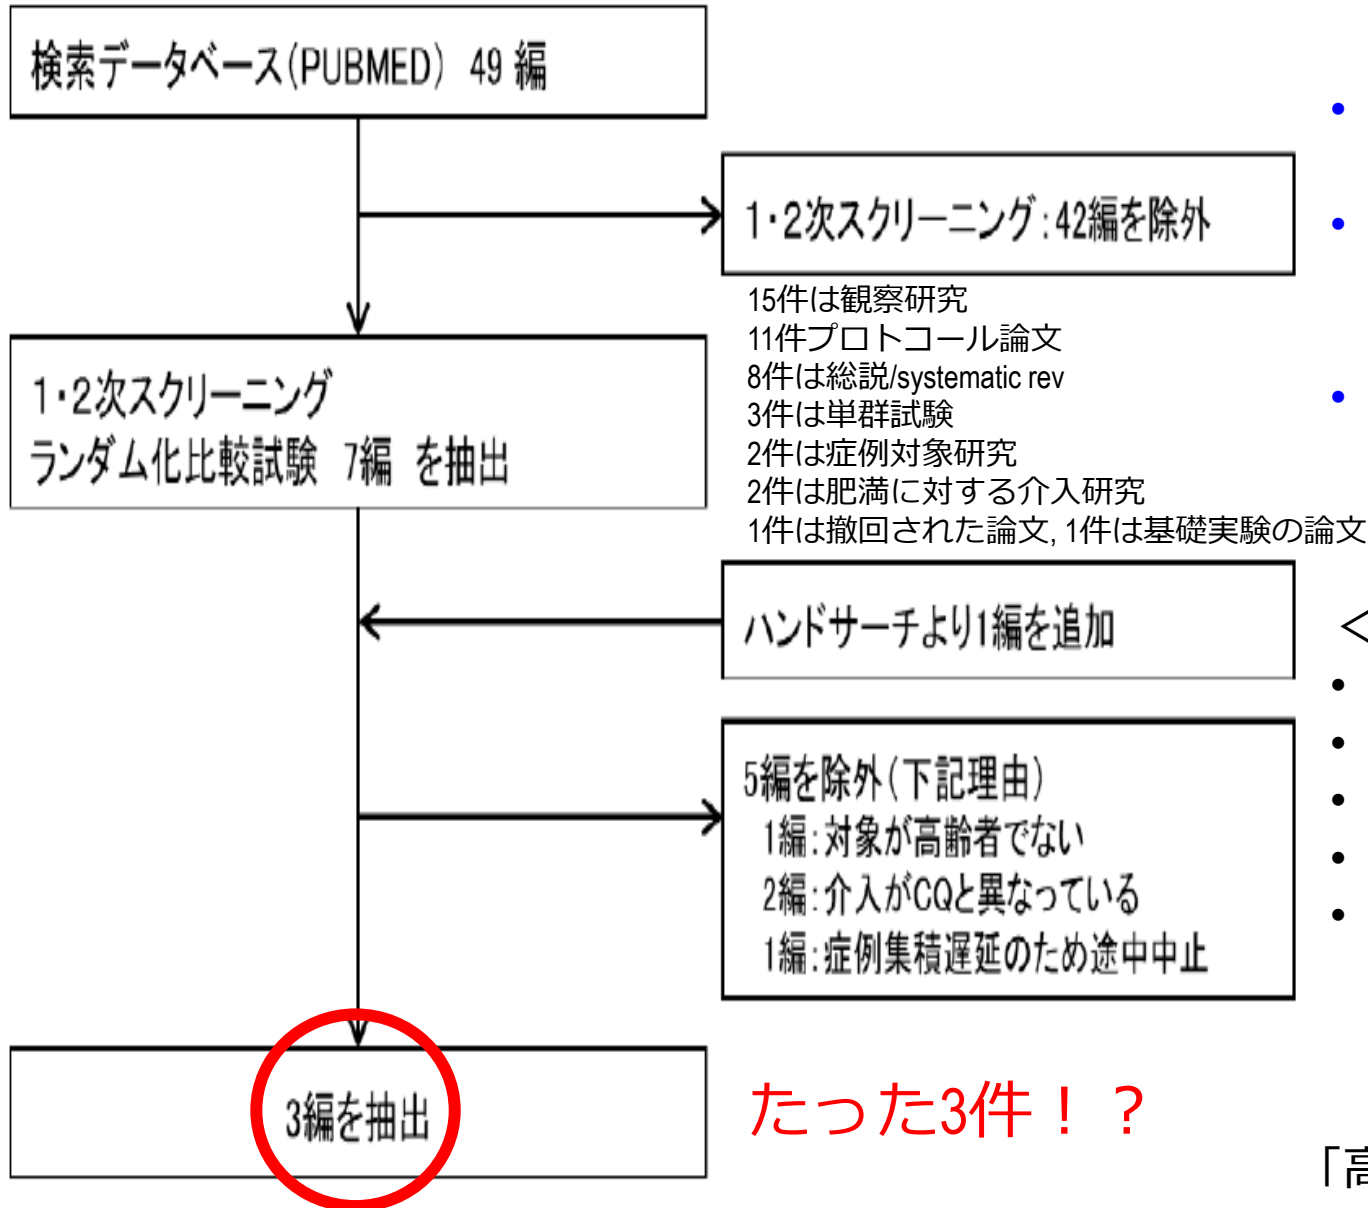 検索データベース(PUBMED) 49 編
1・2次スクリーニング：42編を除外
15件は観察研究
11件プロトコール論文
8件は総説/systematic rev
3件は単群試験
2件は症例対象研究
2件は肥満に対する介入研究
1件は撤回された論文, 1件は基礎実験の論文
1・2次スクリーニング
ランダム化比較試験 7編 を抽出
ハンドサーチより1編を追加
5編を除外(下記理由)
1編：対象が高齢者でない
2編：介入がCQと異なっている
1編：症例集積遅延のため途中中止
3編を抽出
たった3件！？
＜
「高